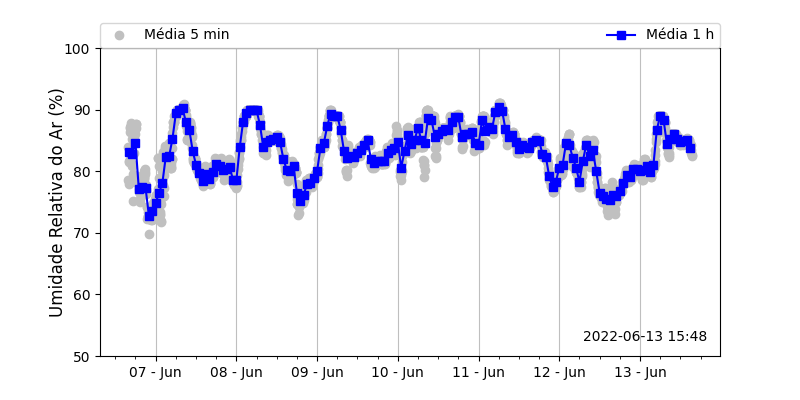 Média 5 min
Média 1 h
Umidade Relativa do Ar (%)
100
90
80
70
60
50
2022-06-13 15:48
07 - Jun
08 - Jun
09 - Jun
10 - Jun
11 - Jun
12 - Jun
13 - Jun